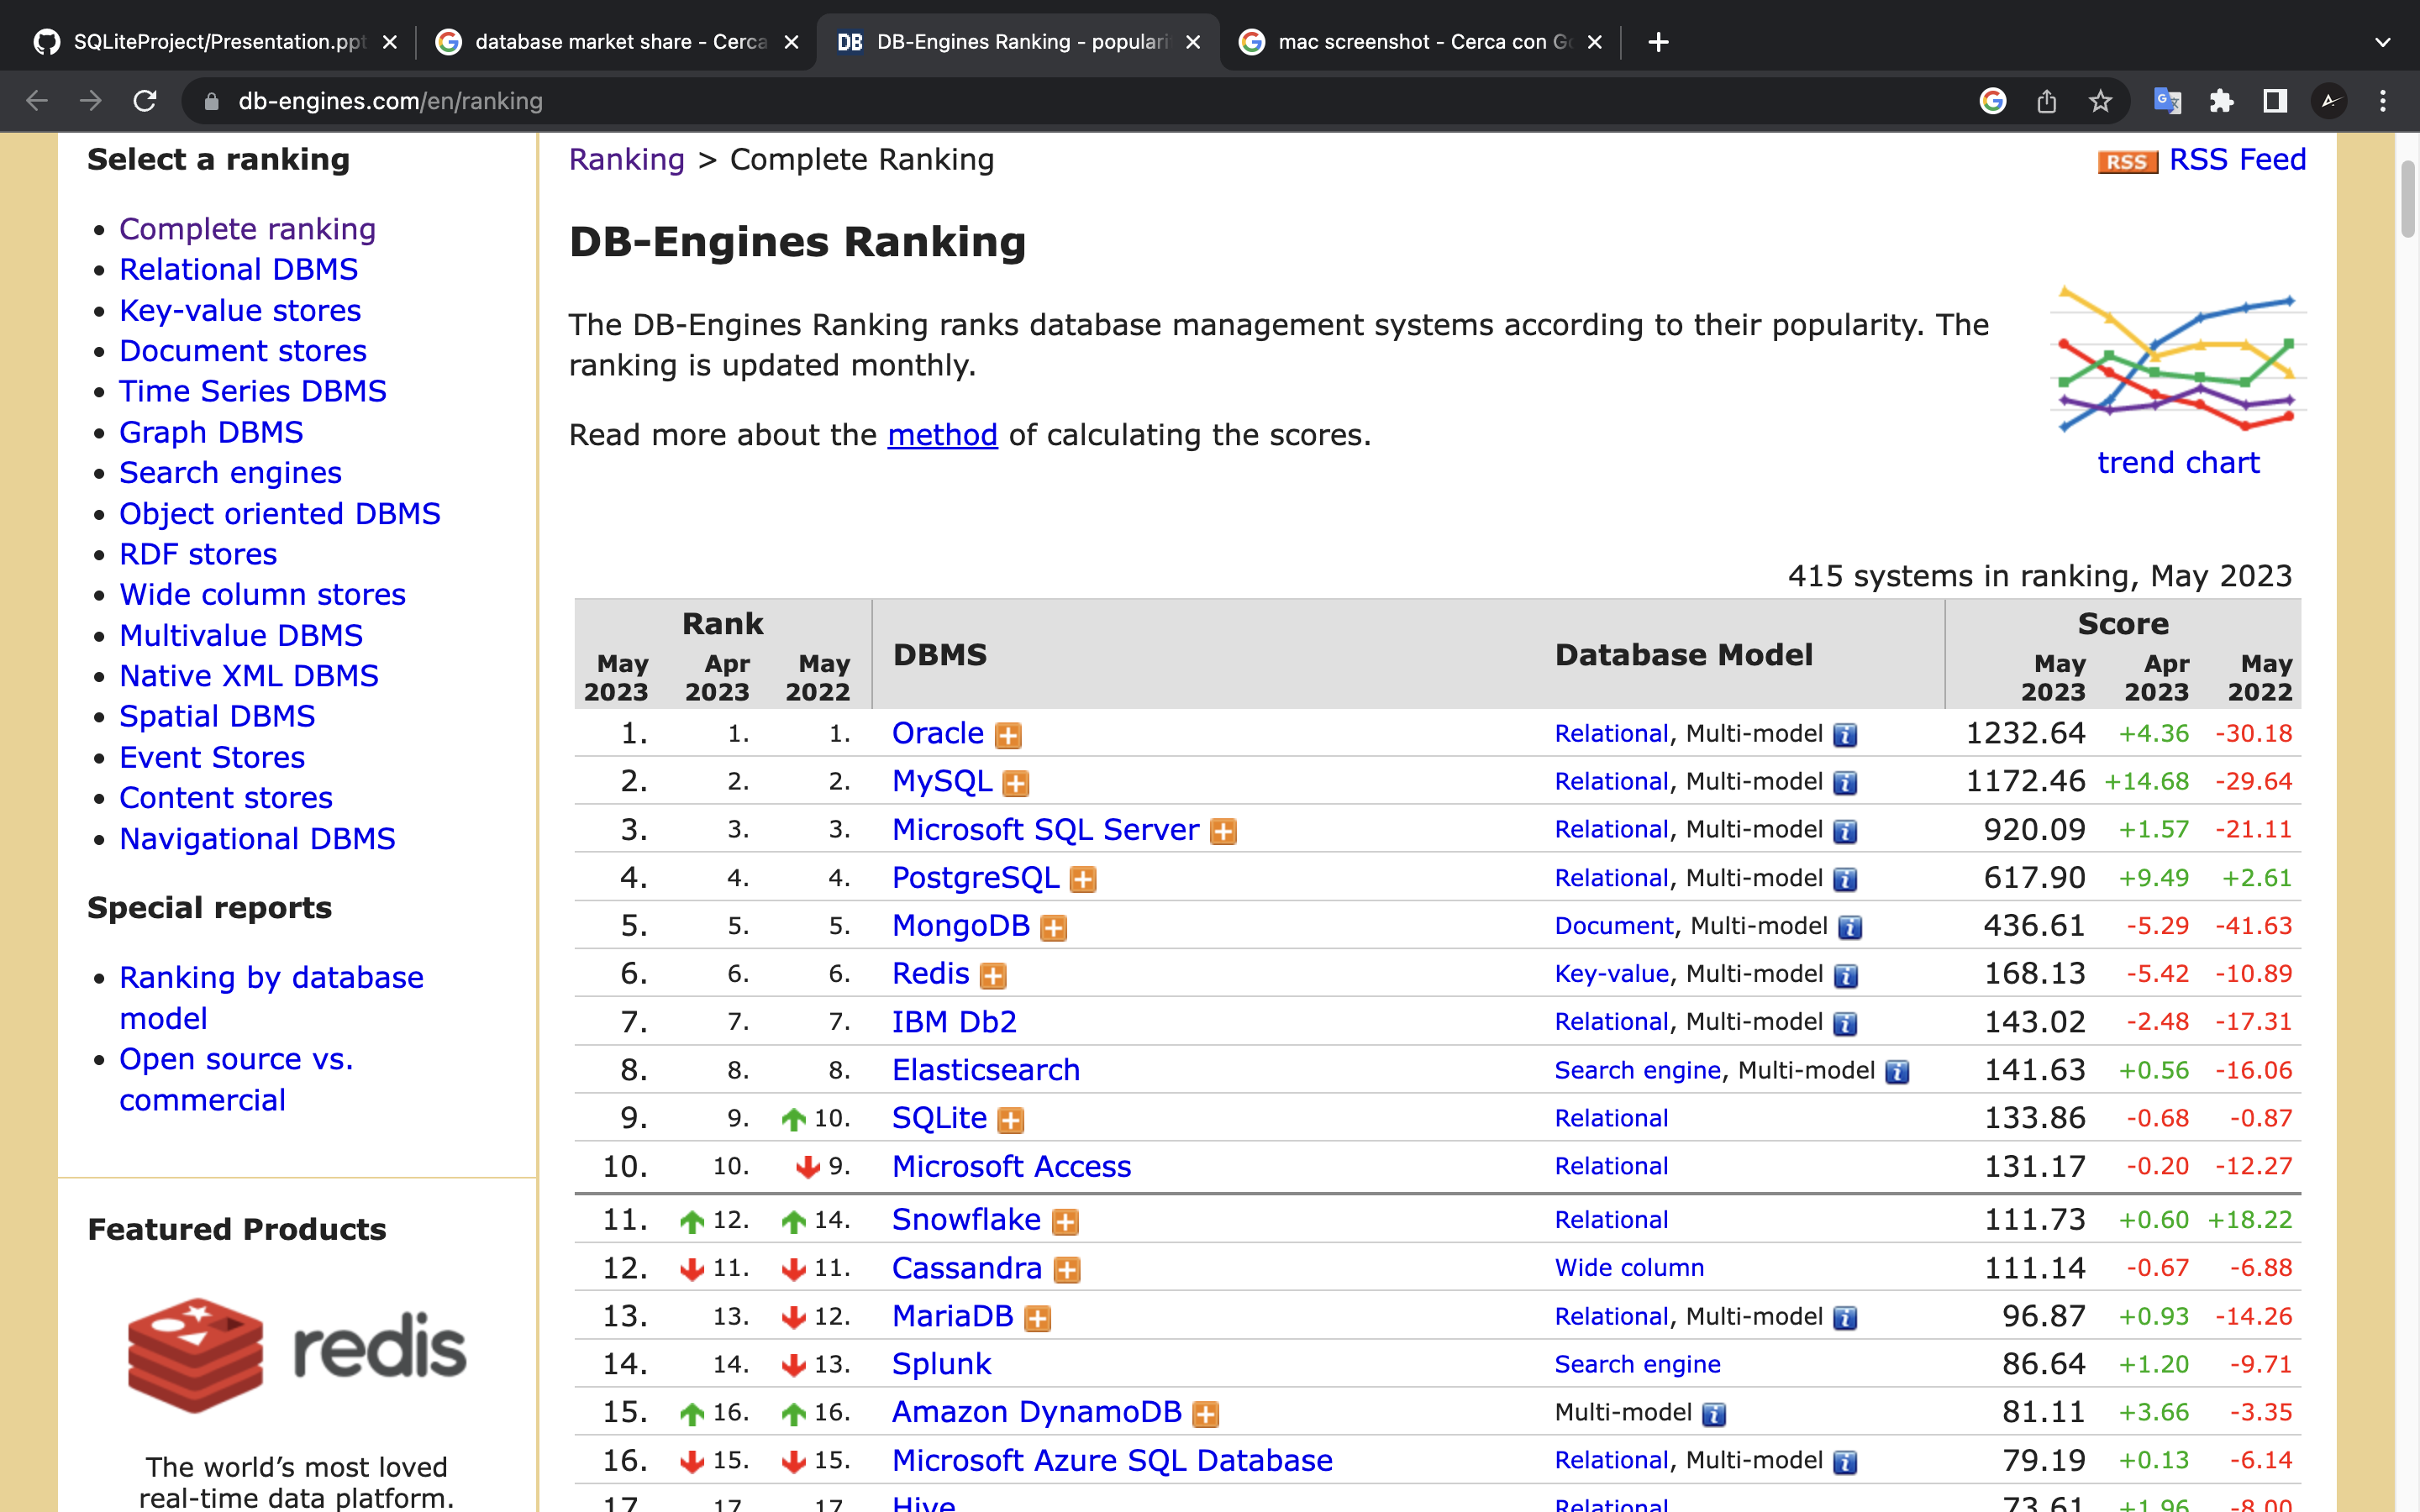 SQLiteProject/Presentation.ppt
database market share - Cerca
DB DB-Engines Ranking - populari
mac screenshot - Cerca con Go
db-engines.com/en/ranking
Select a ranking
Complete ranking
Relational DBMS
Key-value stores
Document stores
Time Series DBMS
Graph DBMS
Search engines
Object oriented DBMS
RDF stores
Wide column stores
Multivalue DBMS
Native XML DBMS
Spatial DBMS
Event Stores
Content stores
Navigational DBMS
Special reports
Ranking by database
model
Open source vs.
commercial
Featured Products
redis
The world's most loved
real-time data platform.
Ranking > Complete Ranking
RSS RSS Feed
DB-Engines Ranking
The DB-Engines Ranking ranks database management systems according to their popularity. The
ranking is updated monthly.
Read more about the method of calculating the scores.
trend chart
415 systems in ranking, May 2023
Rank DBMS Database Model Score
May 2023 Apr 2023 May 2022 May 2023 Apr 2023 May 2022
1. 1. 1. Oracle Relational, Multi-model 1232.64 +4.36 -30.18
2. 2. 2. MySQL Relational, Multi-model 1172.46 +14.68 -29.64
3. 3. 3. Microsoft SQL Server Relational, Multi-model 920.09 +1.57 -21.11
4. 4. 4. PostgreSQL Relational, Multi-model 617.90 +9.49 +2.61
5. 5. 5. MongoDB Document, Multi-model 436.61 -5.29 -41.63
6. 6. 6. Redis Key-value, Multi-model 168.13 -5.42 -10.89
7. 7. 7. IBM Db2 Relational, Multi-model 143.02 -2.48 -17.31
8. 8. 8. Elasticsearch Search engine, Multi-model 141.63 +0.56 -16.06
9. 9. 10. SQLite Relational 133.86 -0.68 -0.87
10. 10. 9. Microsoft Access Relational 131.17 -0.20 -12.27
11. 12. 14. Snowflake Relational 111.73 +0.60 +18.22
12. 11. 11. Cassandra Wide column 111.14 -0.67 -6.88
13. 13. 12. MariaDB Relational, Multi-model 96.87 +0.93 -14.26
14. 14. 13. Splunk Search engine 86.64 +1.20 -9.71
15. 16. 16. Amazon DynamoDB Multi-model 81.11 +3.66 -3.35
16. 15. 15. Microsoft Azure SQL Database Relational, Multi-model 79.19 +0.13 -6.14
17. 17. 17. Hive Relational 73.61 +1.96 -8.00